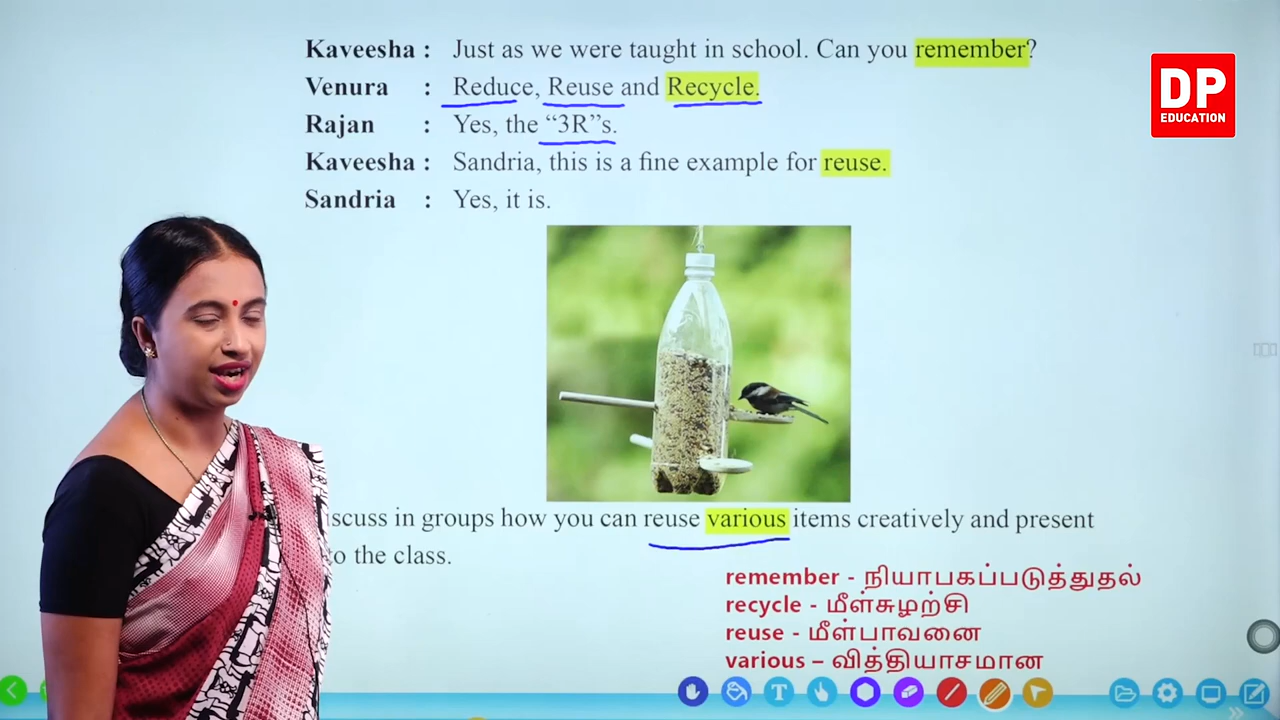 Kaveesha : Just as we were taught in school. Can you remember?
Venura : Reduce, Reuse and Recycle.
Rajan : Yes, the “3R”s.
Kaveesha : Sandria, this is a fine example for reuse.
Sandria : Yes, it is.
DP
EDUCATION
iscuss in groups how you can reuse various items creatively and present
to the class.
remember - நியாபகப்படுத்துதல்
recycle - மீள்சுழற்சி
reuse - மீள்பாவனை
various – வித்தியாசமான